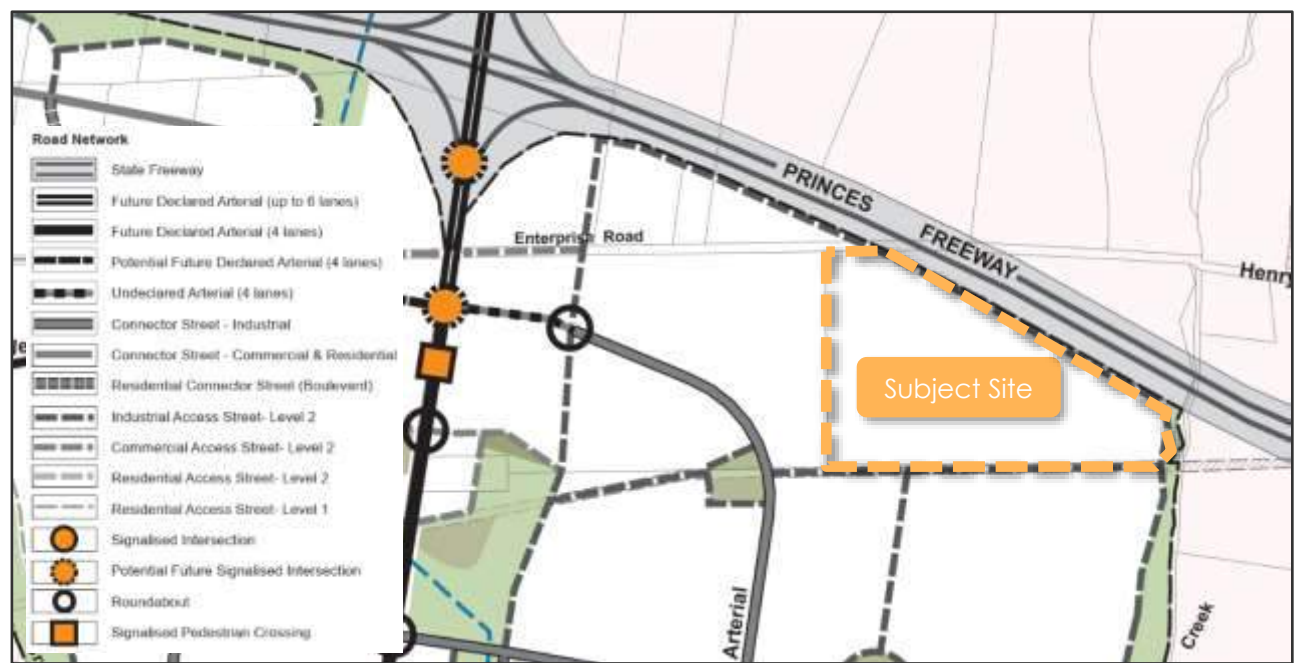 Road Network
State Freeway
Future Declared Arterial (up to 6 lanes)
Future Declared Arterial (4 lanes)
Potential Future Declared Arterial (4 lanes)
Undeclared Arterial (4 lanes)
Connector Street - Industrial
Connector Street - Commercial & Residential
Residential Connector Street (Boulevard)
Industrial Access Street- Level 2
Commercial Access Street- Level 2
Residential Access Street- Level 2
Residential Access Street- Level 1
Signalised Intersection
Potential Future Signalised Intersection
Roundabout
Signalised Pedestrian Crossing
PRINCES
FREEWAY
Enterprise Road
Henry
Subject Site
Arterial
Creek